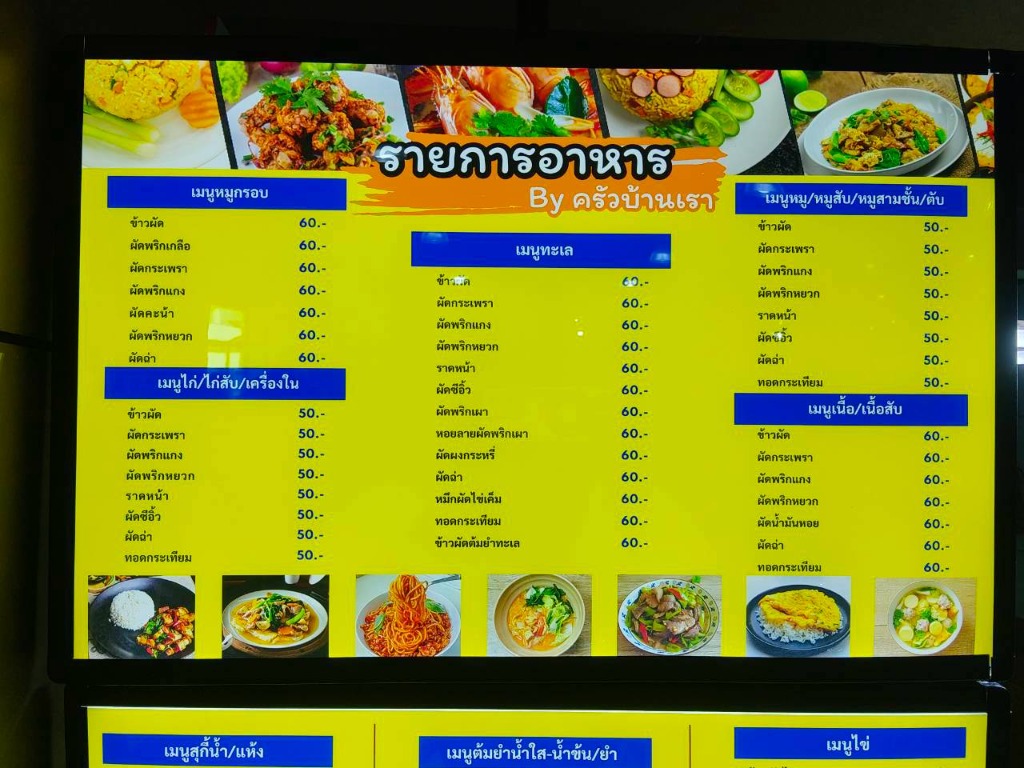 รายการอาหาร
By ครัวบ้านเรา
เมนูหมูกรอบ
ข้าวผัด 60.-
ผัดพริกเกลือ 60.-
ผัดกระเพรา 60.-
ผัดพริกแกง 60.-
ผัดคะน้า 60.-
ผัดพริกหยวก 60.-
ผัดฉ่า 60.-
เมนูไก่/ไก่สับ/เครื่องใน
ข้าวผัด 50.-
ผัดกระเพรา 50.-
ผัดพริกแกง 50.-
ผัดพริกหยวก 50.-
ราดหน้า 50.-
ผัดซีอิ๊ว 50.-
ผัดฉ่า 50.-
ทอดกระเทียม 50.-
เมนูทะเล
ข้าวผัด 60.-
ผัดกระเพรา 60.-
ผัดพริกแกง 60.-
ผัดพริกหยวก 60.-
ราดหน้า 60.-
ผัดซีอิ๊ว 60.-
ผัดพริกเผา 60.-
หอยลายผัดพริกเผา 60.-
ผัดผงกระหรี่ 60.-
ผัดฉ่า 60.-
หมึกผัดไข่เค็ม 60.-
ทอดกระเทียม 60.-
ข้าวผัดต้มยำทะเล 60.-
เมนูหมู/หมูสับ/หมูสามชั้น/ตับ
ข้าวผัด 50.-
ผัดกระเพรา 50.-
ผัดพริกแกง 50.-
ผัดพริกหยวก 50.-
ราดหน้า 50.-
ผัดซีอิ๊ว 50.-
ผัดฉ่า 50.-
ทอดกระเทียม 50.-
เมนูเนื้อ/เนื้อสับ
ข้าวผัด 60.-
ผัดกระเพรา 60.-
ผัดพริกแกง 60.-
ผัดพริกหยวก 60.-
ผัดน้ำมันหอย 60.-
ผัดฉ่า 60.-
ทอดกระเทียม 60.-
เมนูสุกี้น้ำ/แห้ง
เมนูต้มยำน้ำใส-น้ำข้น/ยำ
เมนูไข่